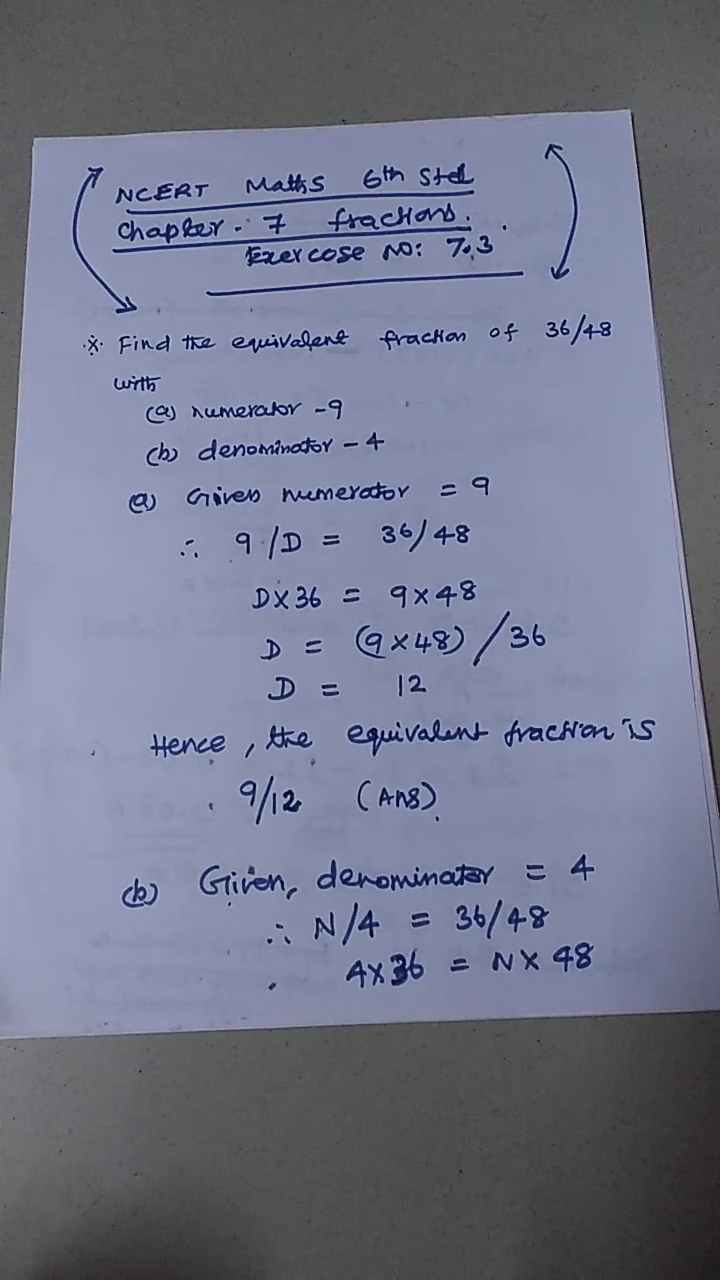 NCERT Maths 6th Std
Chapter - 7 fractions.
Exercose NO: 7.3.
Find the equivalent fraction of 36/48
with
(a) numerator - 9
(b) denominator - 4
(a) Given numerator = 9
∴ 9/D = 36/48
D×36 = 9×48
D = (9×48)/36
D = 12
Hence, the equivalent fraction is
9/12 (Ans).
(b) Given, denominator = 4
∴ N/4 = 36/48
4×36 = N×48